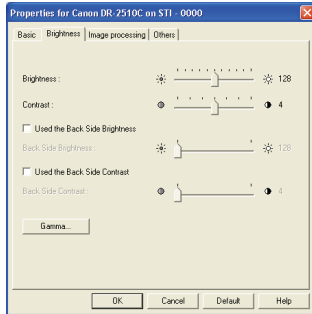 Properties for Canon DR-2510C on STI - 0000
Basic Brightness Image processing Others
Brightness : 128
Contrast : 4
Used the Back Side Brightness
Back Side Brightness : 128
Used the Back Side Contrast
Back Side Contrast : 4
Gamma...
OK Cancel Default Help